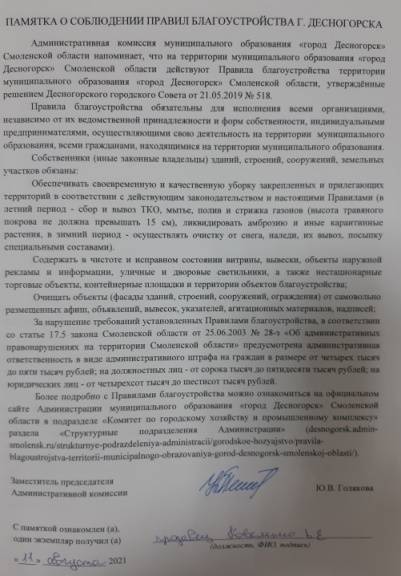 ПАМЯТКА О СОБЛЮДЕНИИ ПРАВИЛ БЛАГОУСТРОЙСТВА Г. ДЕСНОГОРСКА
Административная комиссия муниципального образования «город Десногорск»
Смоленской области напоминает, что на территории муниципального образования «город
Десногорск» Смоленской области действуют Правила благоустройства территории
муниципального образования «город Десногорск» Смоленской области, утверждённые
решением Десногорского городского Совета от 21.05.2019 № 518.
Правила благоустройства обязательны для исполнения всеми организациями,
независимо от их ведомственной принадлежности и форм собственности, индивидуальными
предпринимателями, осуществляющими свою деятельность на территории муниципального
образования, всеми гражданами, находящимися на территории муниципального образования.
Собственники (иные законные владельцы) зданий, строений, сооружений, земельных
участков обязаны:
Обеспечивать своевременную и качественную уборку закрепленных и прилегающих
территорий в соответствии с действующим законодательством и настоящими Правилами (в
летний период - сбор и вывоз ТКО, мытье, полив и стрижка газонов (высота травяного
покрова не должна превышать 15 см), ликвидировать амброзию и иные карантинные
растения, в зимний период - осуществлять очистку от снега, наледи, их вывоз, посыпку
специальными составами).
Содержать в чистоте и исправном состоянии витрины, вывески, объекты наружной
рекламы и информации, уличные и дворовые светильники, а также нестационарные
торговые объекты, контейнерные площадки и территории объектов благоустройства;
Очищать объекты (фасады зданий, строений, сооружений, ограждения) от самовольно
размещенных афиш, объявлений, вывесок, указателей, агитационных материалов, надписей;
За нарушение требований установленных Правилами благоустройства, в соответствии
со статье 17.5 закона Смоленской области от 25.06.2003 № 28-з «Об административных
правонарушениях на территории Смоленской области» предусмотрена административная
ответственность в виде административного штрафа на граждан в размере от четырех тысяч
до пяти тысяч рублей; на должностных лиц - от сорока тысяч до пятидесяти тысяч рублей; на
юридических лиц - от четырехсот тысяч до шестисот тысяч рублей.
Более подробно с Правилами благоустройства можно ознакомиться на официальном
сайте Администрации муниципального образования «город Десногорск» Смоленской
области в подразделе «Комитет по городскому хозяйству и промышленному комплексу»
раздела «Структурные подразделения Администрации» (desnogorsk.admin-
smolensk.ru/strukturnye-podrazdeleniya-administracii/gorodskoe-hozyajstvo/pravila-
blagoustrojstva-territorii-municipalnogo-obrazovaniya-gorod-desnogorsk-smolenskoj-oblasti/).
Заместитель председателя
Административной комиссии
Ю.В. Голякова
С памяткой ознакомлен (а),
один экземпляр получил (а) продавец
(должность, ФИО, подпись)
«11» августа 2021